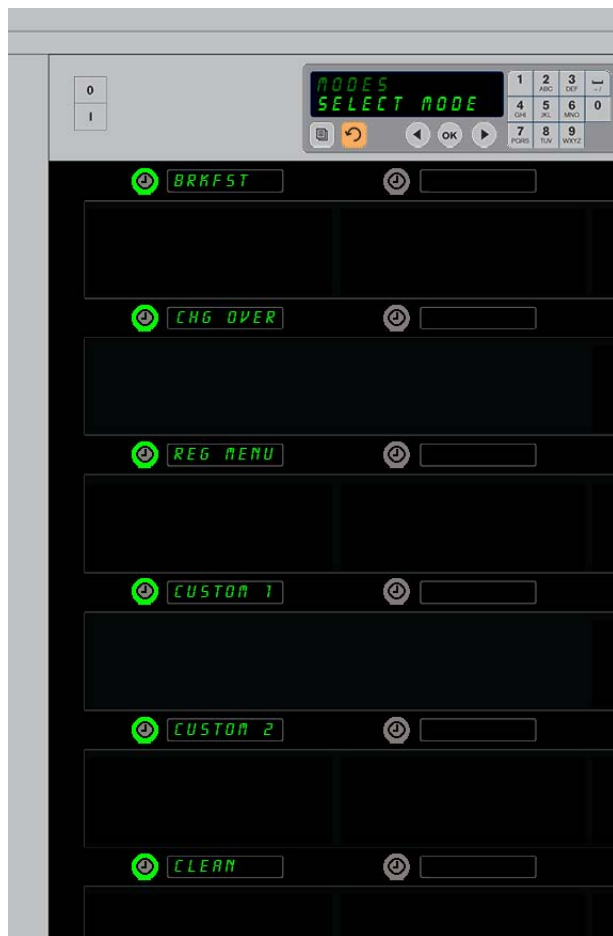 0
I
MODES
SELECT MODE
1 2 ABC 3 DEF - /
4 GHI 5 JKL 6 MNO 0
7 PQRS 8 TUV 9 WXYZ
OK
BRKFST
CHG OVER
REG MENU
CUSTOM 1
CUSTOM 2
CLEAN